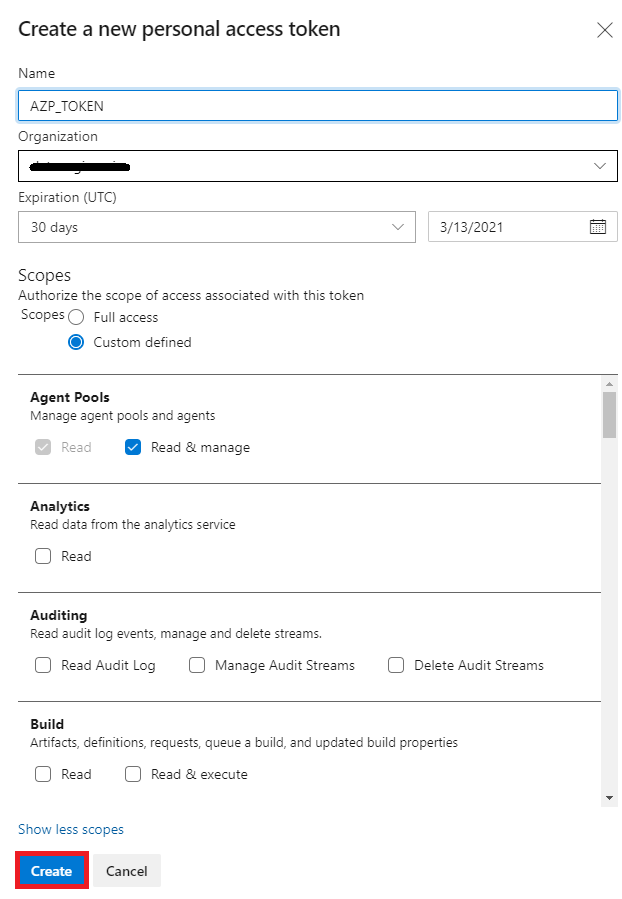 Create a new personal access token
Name
AZP_TOKEN
Organization
Expiration (UTC)
30 days 3/13/2021
Scopes
Authorize the scope of access associated with this token
Scopes Full access
Custom defined
Agent Pools
Manage agent pools and agents
Read Read & manage
Analytics
Read data from the analytics service
Read
Auditing
Read audit log events, manage and delete streams.
Read Audit Log Manage Audit Streams Delete Audit Streams
Build
Artifacts, definitions, requests, queue a build, and updated build properties
Read Read & execute
Show less scopes
Create Cancel